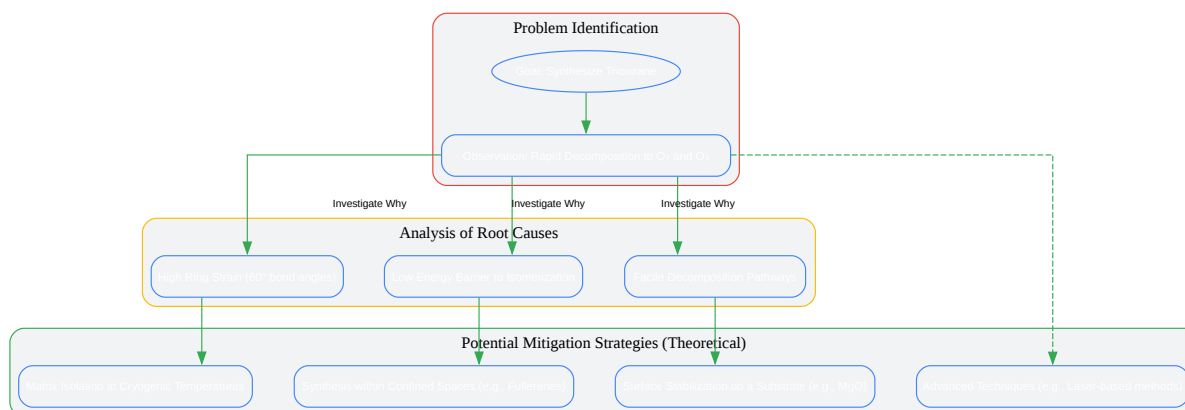 Problem Identification
Goal: Synthesize Trioxirane
Observation: Rapid Decomposition to O₂ and O₃
Investigate Why
Investigate Why
Investigate Why
Analysis of Root Causes
High Ring Strain (60° bond angles)
Low Energy Barrier to Isomerization
Facile Decomposition Pathways
Potential Mitigation Strategies (Theoretical)
Matrix Isolation at Cryogenic Temperatures
Synthesis within Confined Spaces (e.g., Fullerenes)
Surface Stabilization on a Substrate (e.g., MgO)
Advanced Techniques (e.g., Laser-based methods)